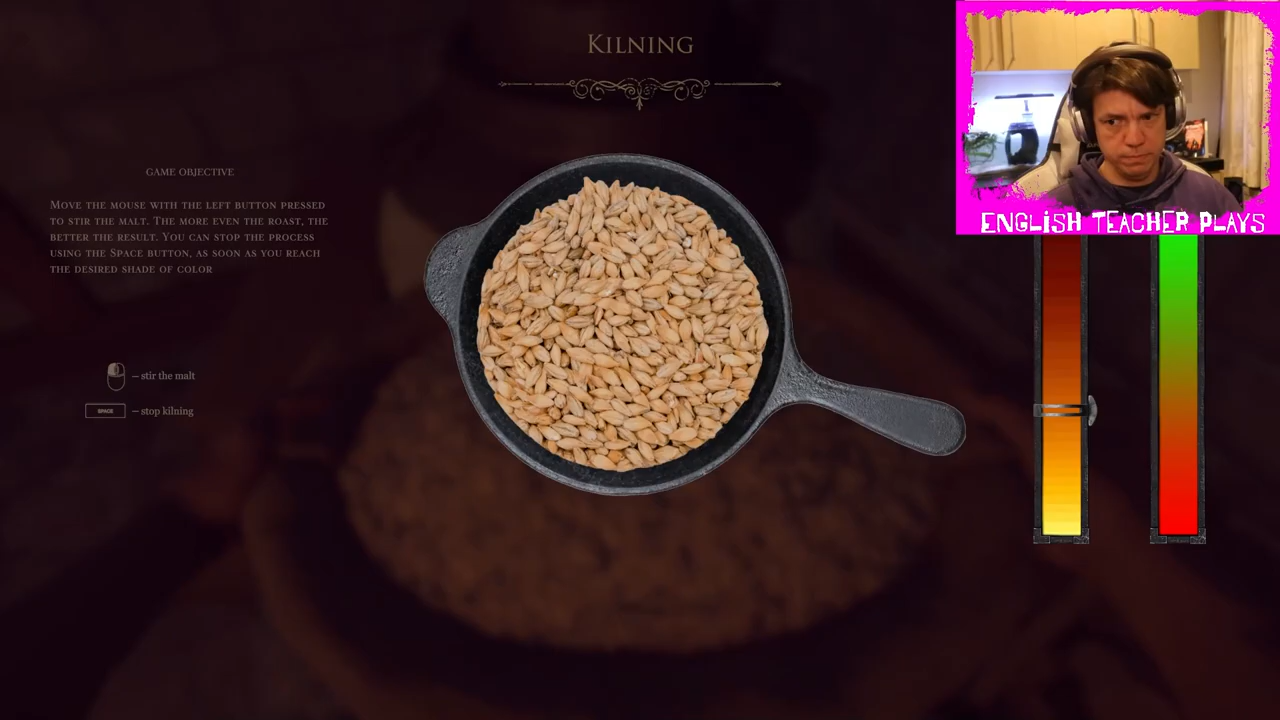 Kilning
GAME OBJECTIVE
Move the mouse with the left button pressed
to stir the malt. The more even the roast, the
better the result. You can stop the process
using the Space button, as soon as you reach
the desired shade of color
– stir the malt
SPACE – stop kilning
ENGLISH TEACHER PLAYS